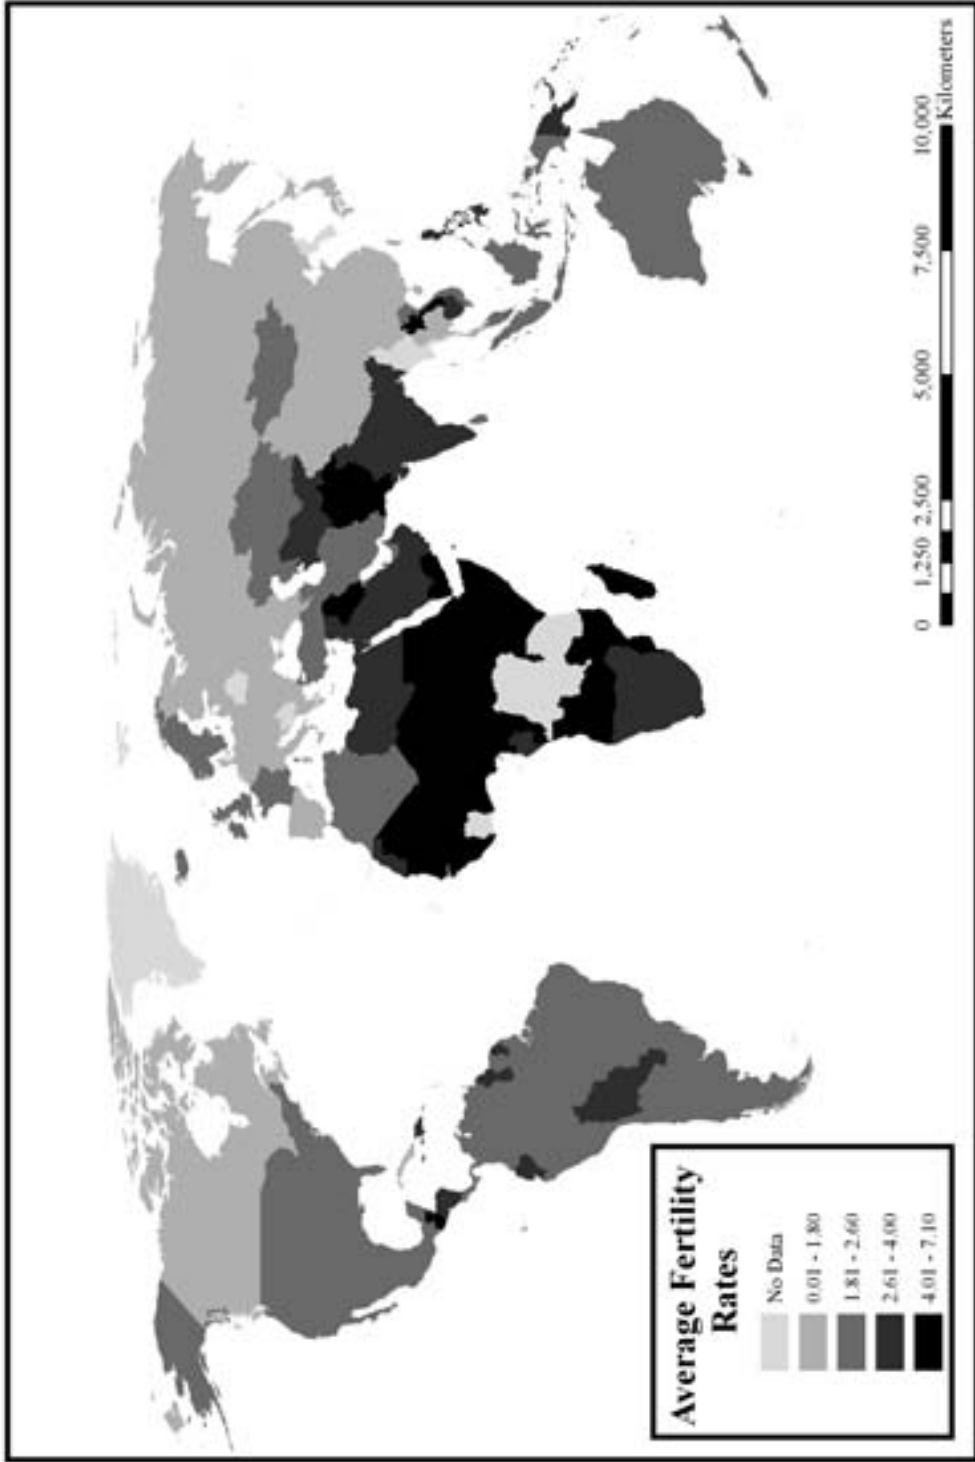 Average Fertility
Rates
No Data
0.01 - 1.80
1.81 - 2.60
2.61 - 4.00
4.01 - 7.10
0 1,250 2,500 5,000 7,500 10,000
Kilometers